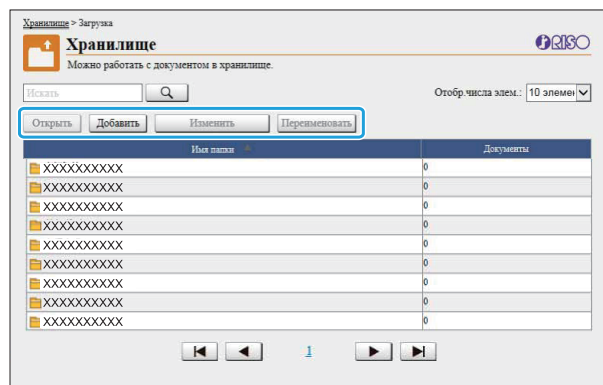 Хранилище > Загрузка
Хранилище
RISO
Можно работать с документом в хранилище.
Искать
Отобр.числа элем.: 10 элемен
Открыть Добавить Изменить Переименовать
Имя папки Документы
XXXXXXXXXX 0
XXXXXXXXXX 0
XXXXXXXXXX 0
XXXXXXXXXX 0
XXXXXXXXXX 0
XXXXXXXXXX 0
XXXXXXXXXX 0
XXXXXXXXXX 0
XXXXXXXXXX 0
1